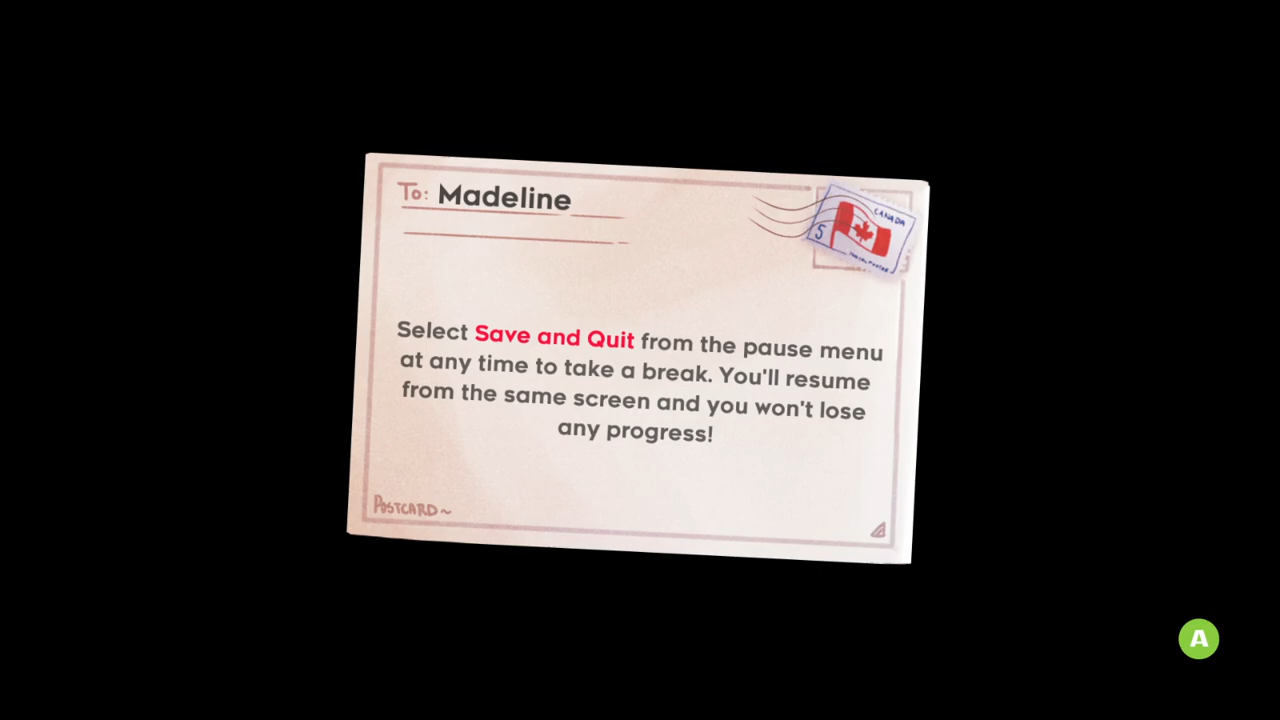 To: Madeline
CANADA
5
Select Save and Quit from the pause menu
at any time to take a break. You'll resume
from the same screen and you won't lose
any progress!
POSTCARD~
A